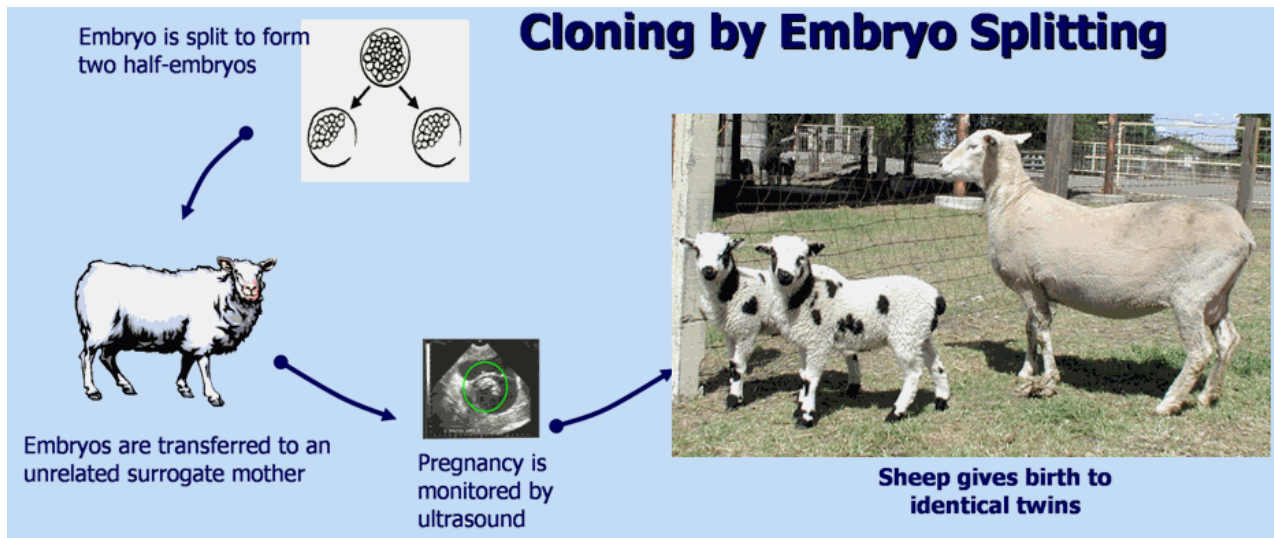 Cloning by Embryo Splitting
Embryo is split to form
two half-embryos
Embryos are transferred to an
unrelated surrogate mother
Pregnancy is
monitored by
ultrasound
Sheep gives birth to
identical twins